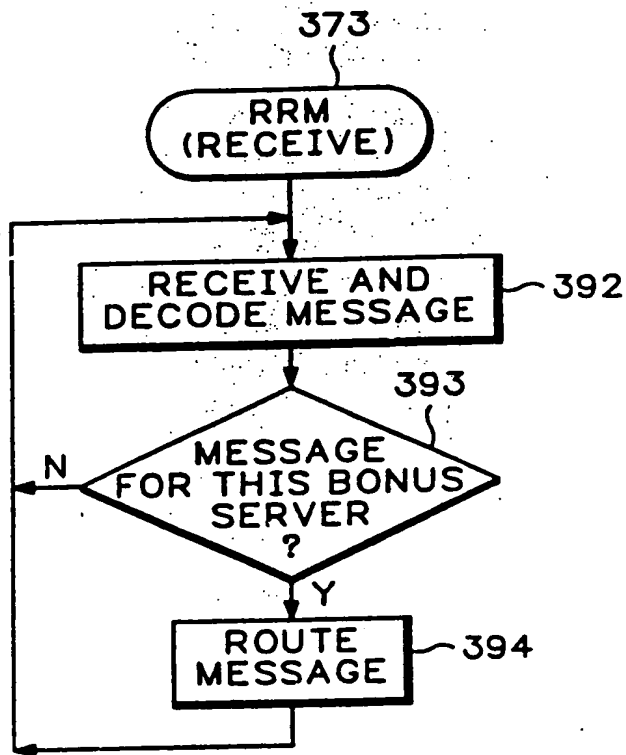 373
RRM
(RECEIVE)
RECEIVE AND
DECODE MESSAGE
392
393
MESSAGE
FOR THIS BONUS
SERVER
?
N
Y
ROUTE
MESSAGE
394